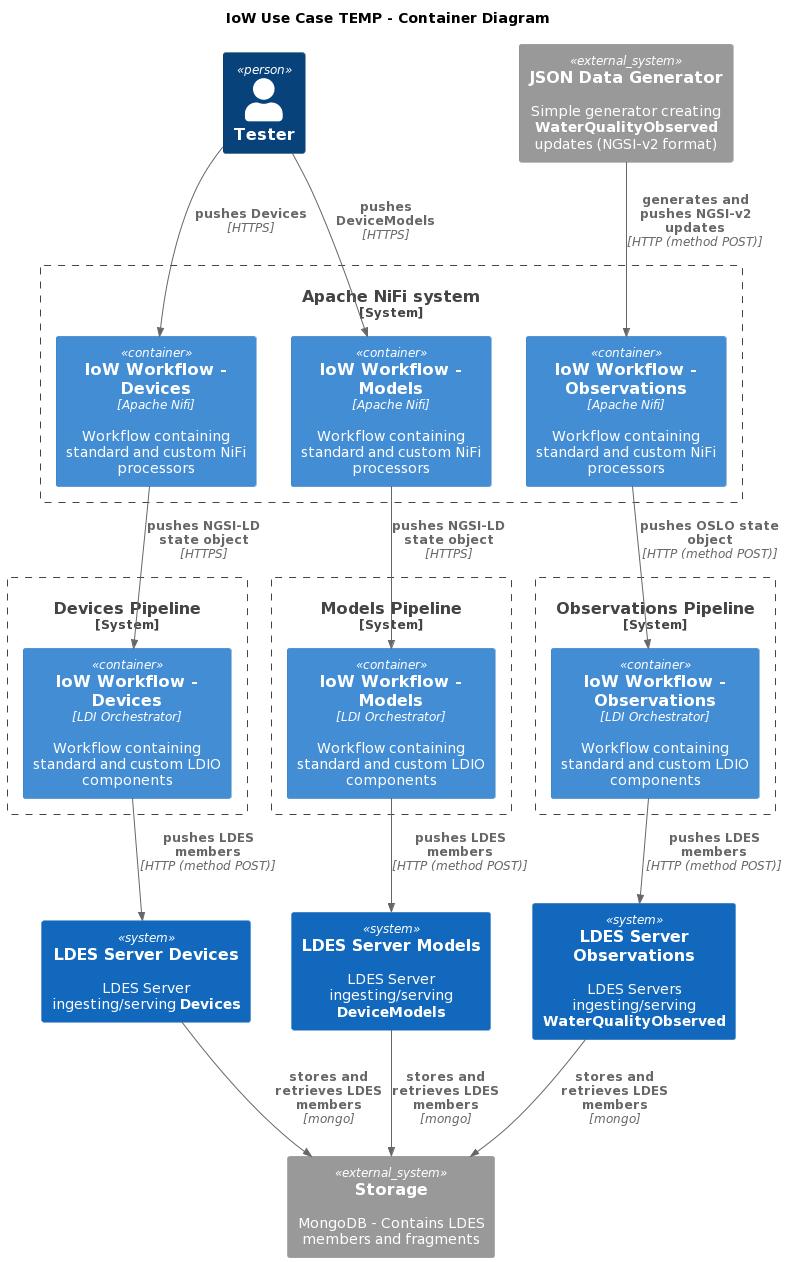 IoW Use Case TEMP - Container Diagram
«person»
Tester
«external_system»
JSON Data Generator
Simple generator creating
WaterQualityObserved
updates (NGSI-v2 format)
pushes Devices
[HTTPS]
pushes
DeviceModels
[HTTPS]
generates and
pushes NGSI-v2
updates
[HTTP (method POST)]
Apache NiFi system
[System]
«container»
IoW Workflow -
Devices
[Apache Nifi]
Workflow containing
standard and custom NiFi
processors
«container»
IoW Workflow -
Models
[Apache Nifi]
Workflow containing
standard and custom NiFi
processors
«container»
IoW Workflow -
Observations
[Apache Nifi]
Workflow containing
standard and custom NiFi
processors
pushes NGSI-LD
state object
[HTTPS]
pushes NGSI-LD
state object
[HTTPS]
pushes OSLO state
object
[HTTP (method POST)]
Devices Pipeline
[System]
«container»
IoW Workflow -
Devices
[LDI Orchestrator]
Workflow containing
standard and custom LDIO
components
Models Pipeline
[System]
«container»
IoW Workflow -
Models
[LDI Orchestrator]
Workflow containing
standard and custom LDIO
components
Observations Pipeline
[System]
«container»
IoW Workflow -
Observations
[LDI Orchestrator]
Workflow containing
standard and custom LDIO
components
pushes LDES
members
[HTTP (method POST)]
pushes LDES
members
[HTTP (method POST)]
pushes LDES
members
[HTTP (method POST)]
«system»
LDES Server Devices
LDES Server
ingesting/serving Devices
«system»
LDES Server Models
LDES Server
ingesting/serving
DeviceModels
«system»
LDES Server
Observations
LDES Servers
ingesting/serving
WaterQualityObserved
stores and
retrieves LDES
members
[mongo]
stores and
retrieves LDES
members
[mongo]
stores and
retrieves LDES
members
[mongo]
«external_system»
Storage
MongoDB - Contains LDES
members and fragments